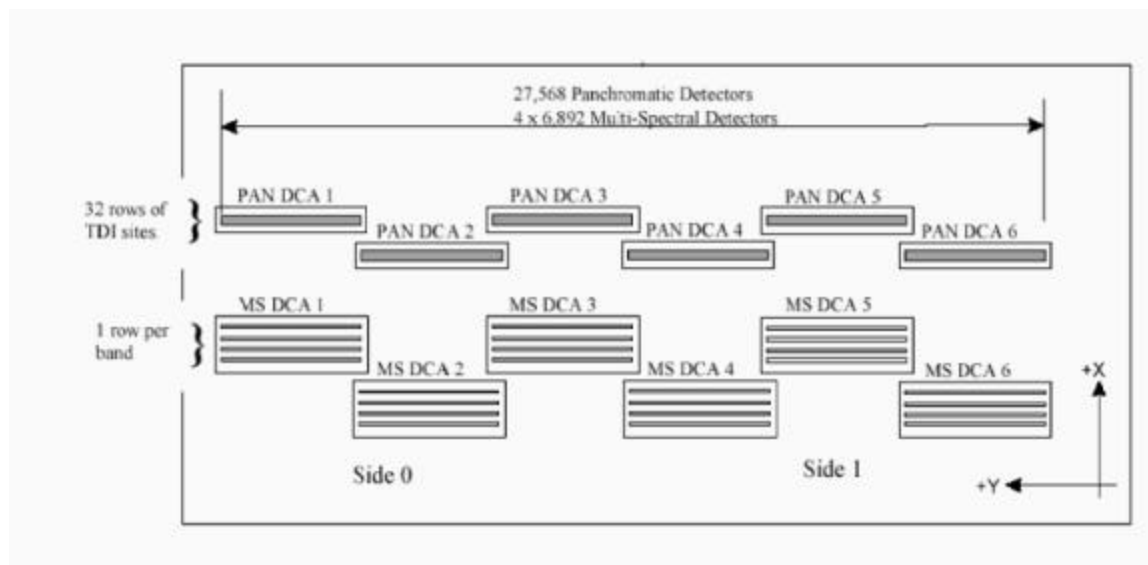 27,568 Panchromatic Detectors
4 x 6,892 Multi-Spectral Detectors
32 rows of
TDI sites
PAN DCA 1
PAN DCA 2
PAN DCA 3
PAN DCA 4
PAN DCA 5
PAN DCA 6
1 row per
band
MS DCA 1
MS DCA 2
MS DCA 3
MS DCA 4
MS DCA 5
MS DCA 6
+X
+Y
Side 0
Side 1